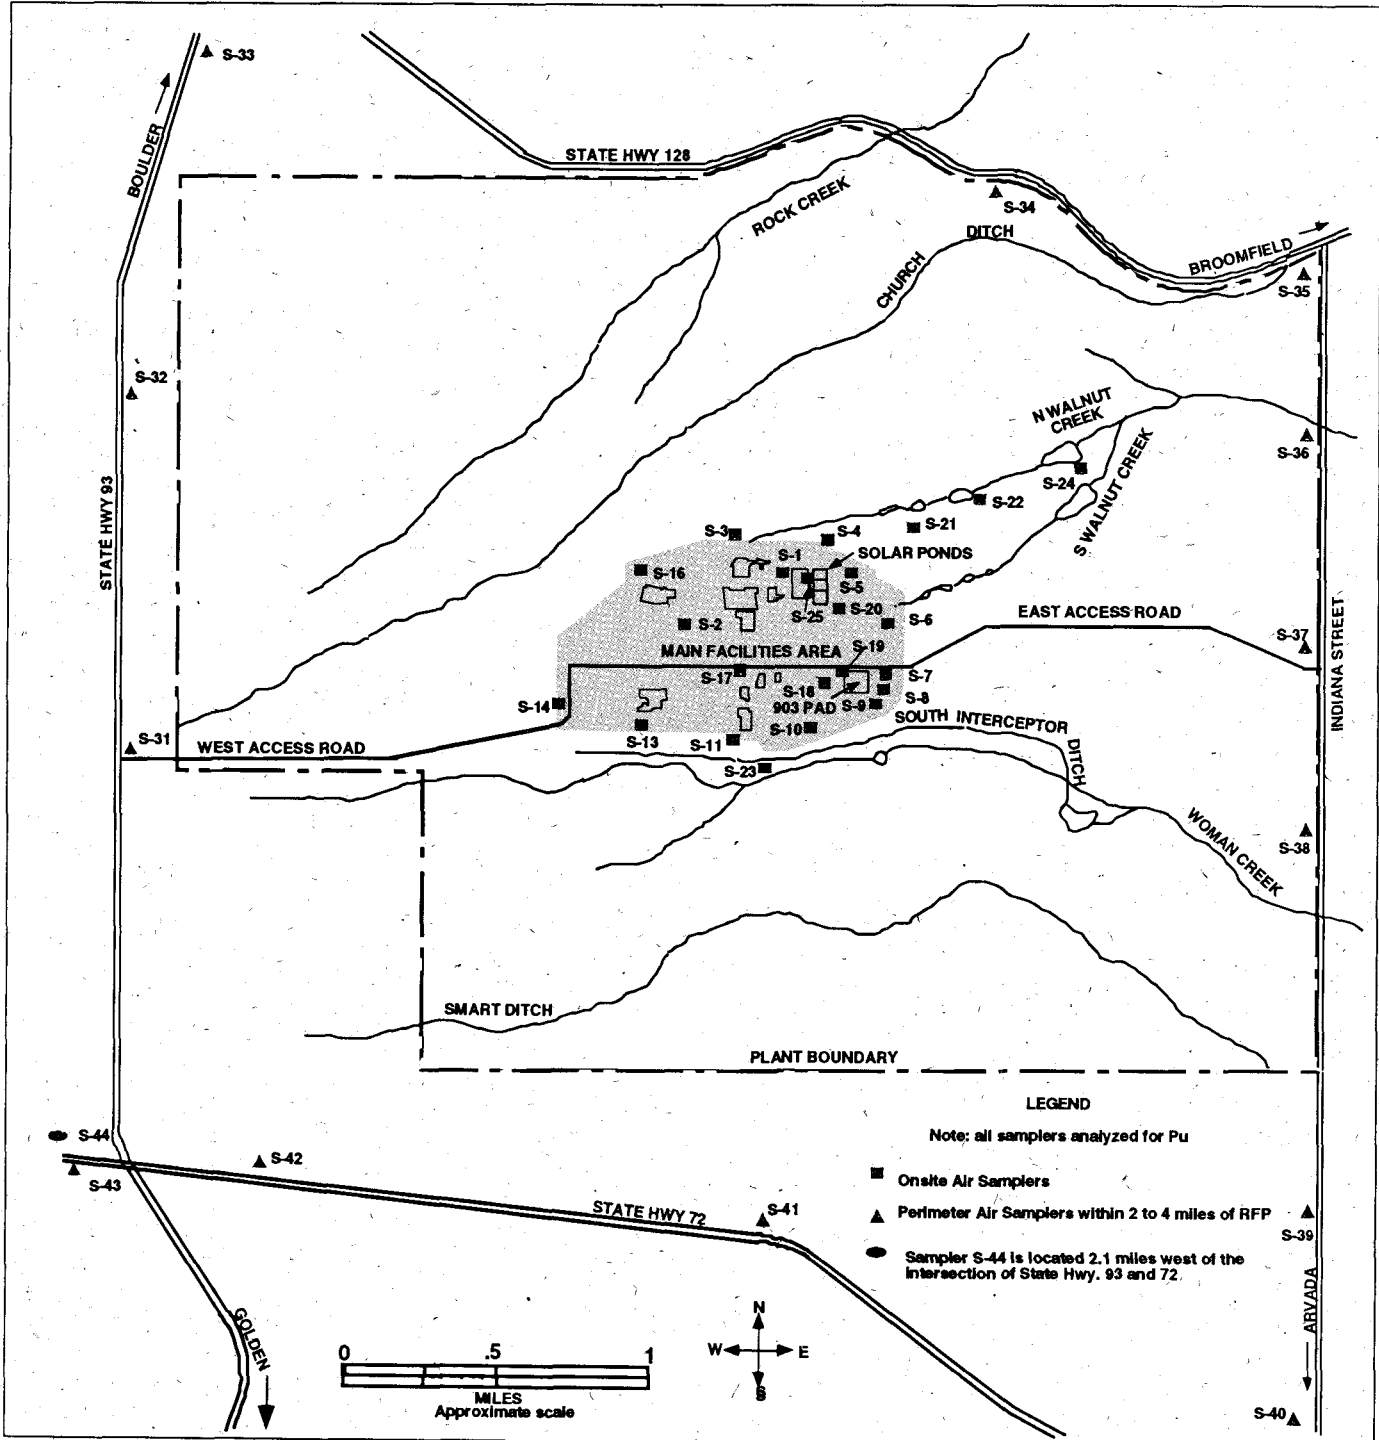 S-33
BOULDER
STATE HWY 128
ROCK CREEK
S-34
CHURCH
DITCH
BROOMFIELD
S-35
S-32
STATE HWY 93
N WALNUT
CREEK
S-36
S-24
S-22
S WALNUT CREEK
S-21
S-3
S-4
S-1
SOLAR PONDS
S-16
S-5
S-25
S-20
S-2
S-6
EAST ACCESS ROAD
S-37
INDIANA STREET
MAIN FACILITIES AREA
S-19
S-17
S-7
S-18
S-8
S-14
903 PAD
S-9
SOUTH INTERCEPTOR
DITCH
S-31
WEST ACCESS ROAD
S-13
S-11
S-10
S-23
WOMAN CREEK
S-38
SMART DITCH
PLANT BOUNDARY
LEGEND
Note: all samplers analyzed for Pu
Onsite Air Samplers
Perimeter Air Samplers within 2 to 4 miles of RFP
Sampler S-44 is located 2.1 miles west of the
intersection of State Hwy. 93 and 72
S-44
S-42
S-43
STATE HWY 72
S-41
S-39
ARVADA
GOLDEN
N
W
E
S
0 .5 1
MILES
Approximate scale
S-40